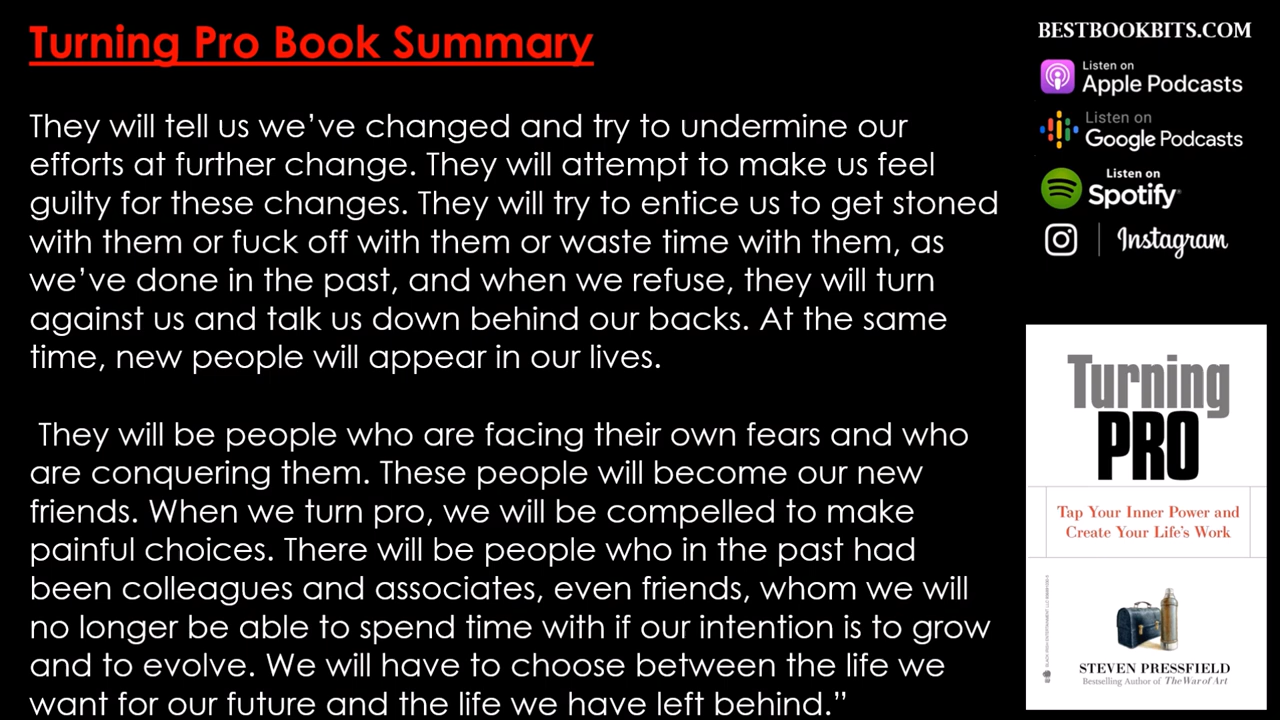 Turning Pro Book Summary
They will tell us we've changed and try to undermine our
efforts at further change. They will attempt to make us feel
guilty for these changes. They will try to entice us to get stoned
with them or fuck off with them or waste time with them, as
we've done in the past, and when we refuse, they will turn
against us and talk us down behind our backs. At the same
time, new people will appear in our lives.
They will be people who are facing their own fears and who
are conquering them. These people will become our new
friends. When we turn pro, we will be compelled to make
painful choices. There will be people who in the past had
been colleagues and associates, even friends, whom we will
no longer be able to spend time with if our intention is to grow
and to evolve. We will have to choose between the life we
want for our future and the life we have left behind.”
BESTBOOKBITS.COM
Listen on
Apple Podcasts
Listen on
Google Podcasts
Listen on
Spotify
Instagram
Turning
PRO
Tap Your Inner Power and
Create Your Life's Work
STEVEN PRESSFIELD
Bestselling Author of The War of Art